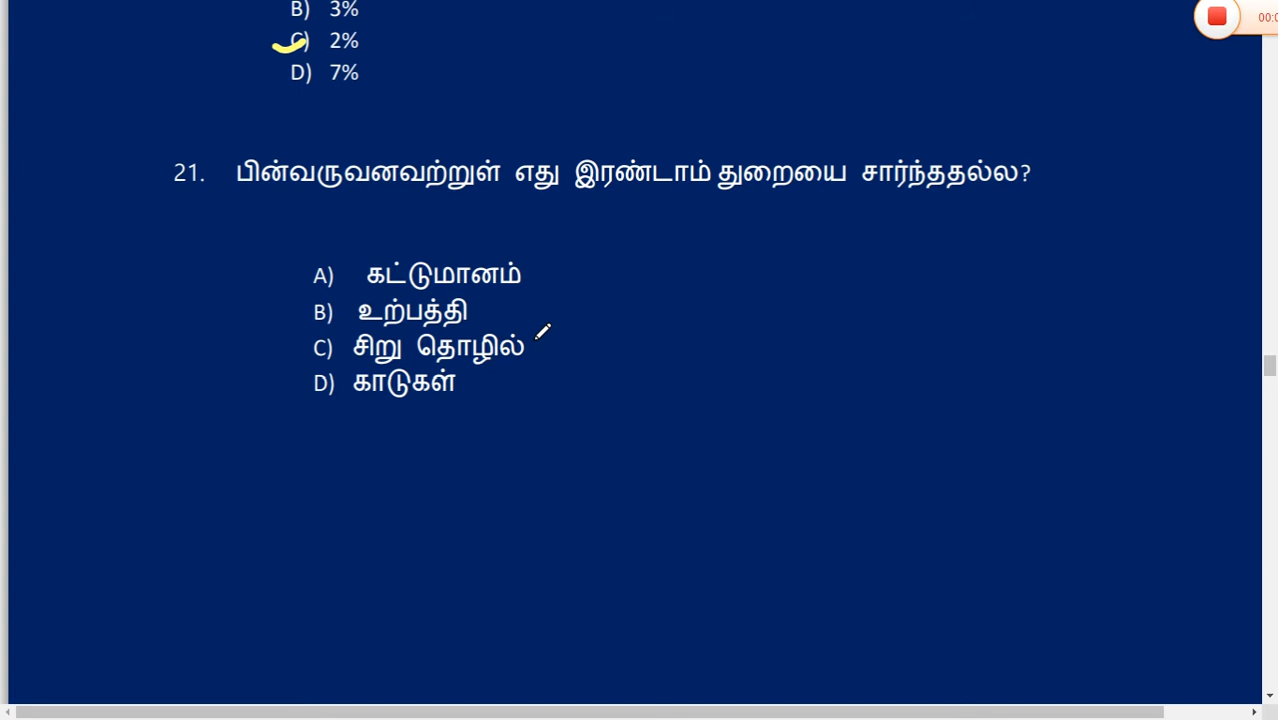 B) 3%
C) 2%
D) 7%
21. பின்வருவனவற்றுள் எது இரண்டாம் துறையை சார்ந்ததல்ல?
A) கட்டுமானம்
B) உற்பத்தி
C) சிறு தொழில்
D) காடுகள்